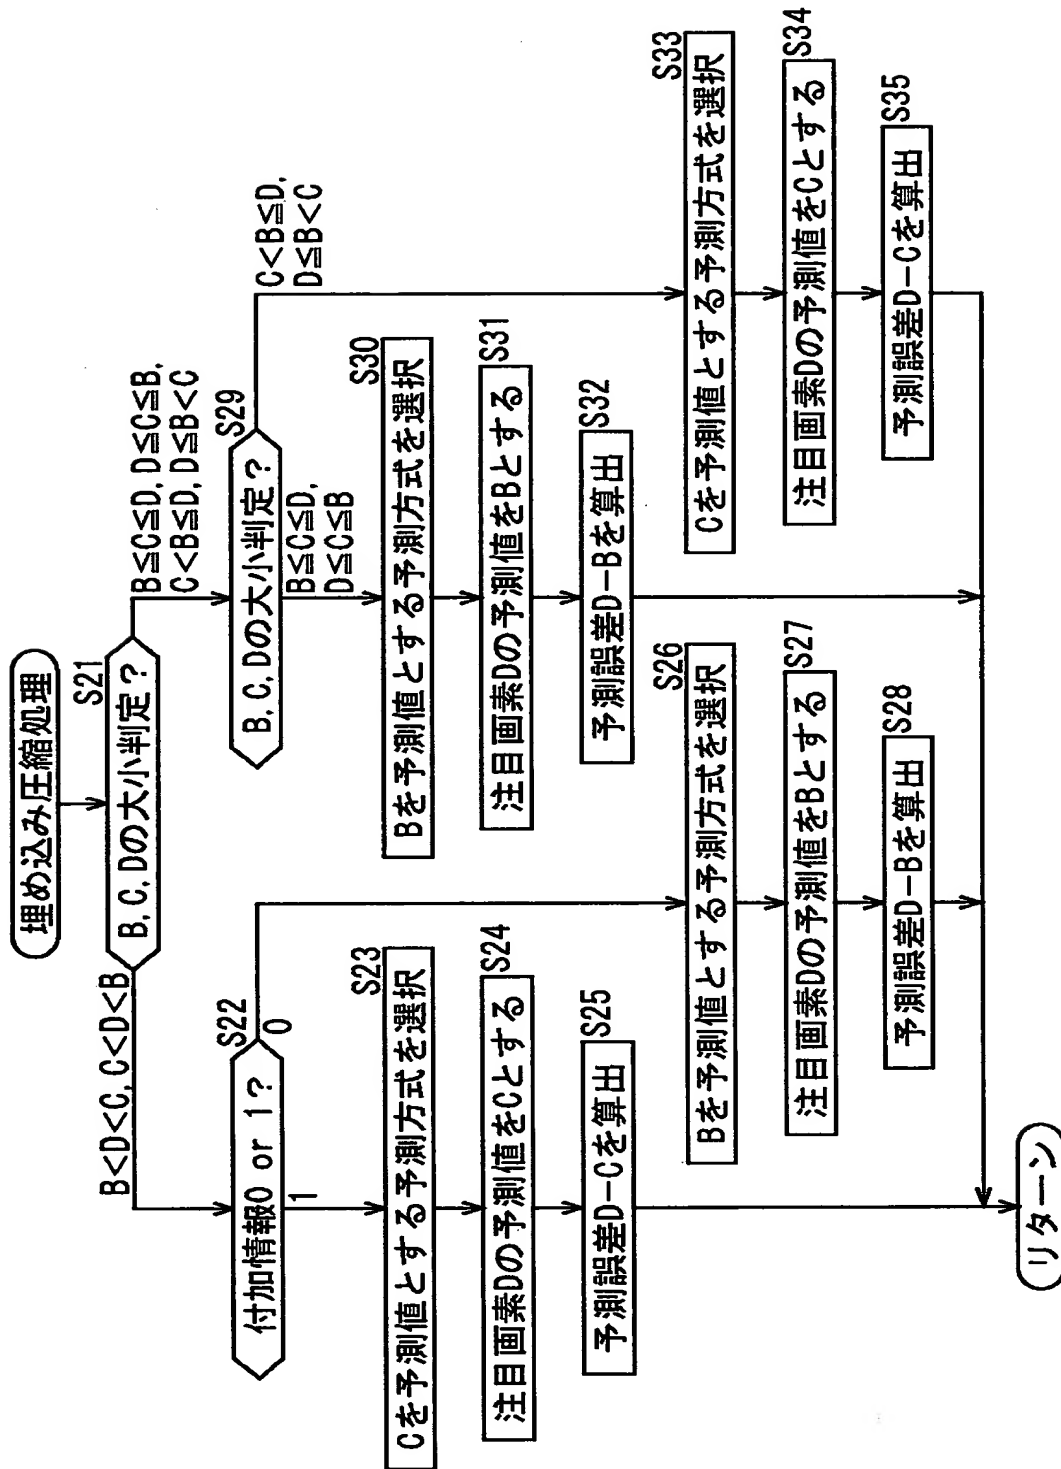 埋め込み圧縮処理
S21
B,C,Dの大小判定？
B<D<C,C<D<B
B≦C≦D,D≦C≦B,
C<B≦D,D≦B<C
S22
付加情報0 or 1？
0
1
S23
Cを予測値とする予測方式を選択
S24
注目画素Dの予測値をCとする
S25
予測誤差D−Cを算出
S26
Bを予測値とする予測方式を選択
S27
注目画素Dの予測値をBとする
S28
予測誤差D−Bを算出
S29
B,C,Dの大小判定？
B≦C≦D,
D≦C≦B
C<B≦D,
D≦B<C
S30
Bを予測値とする予測方式を選択
S31
注目画素Dの予測値をBとする
S32
予測誤差D−Bを算出
S33
Cを予測値とする予測方式を選択
S34
注目画素Dの予測値をCとする
S35
予測誤差D−Cを算出
リターン